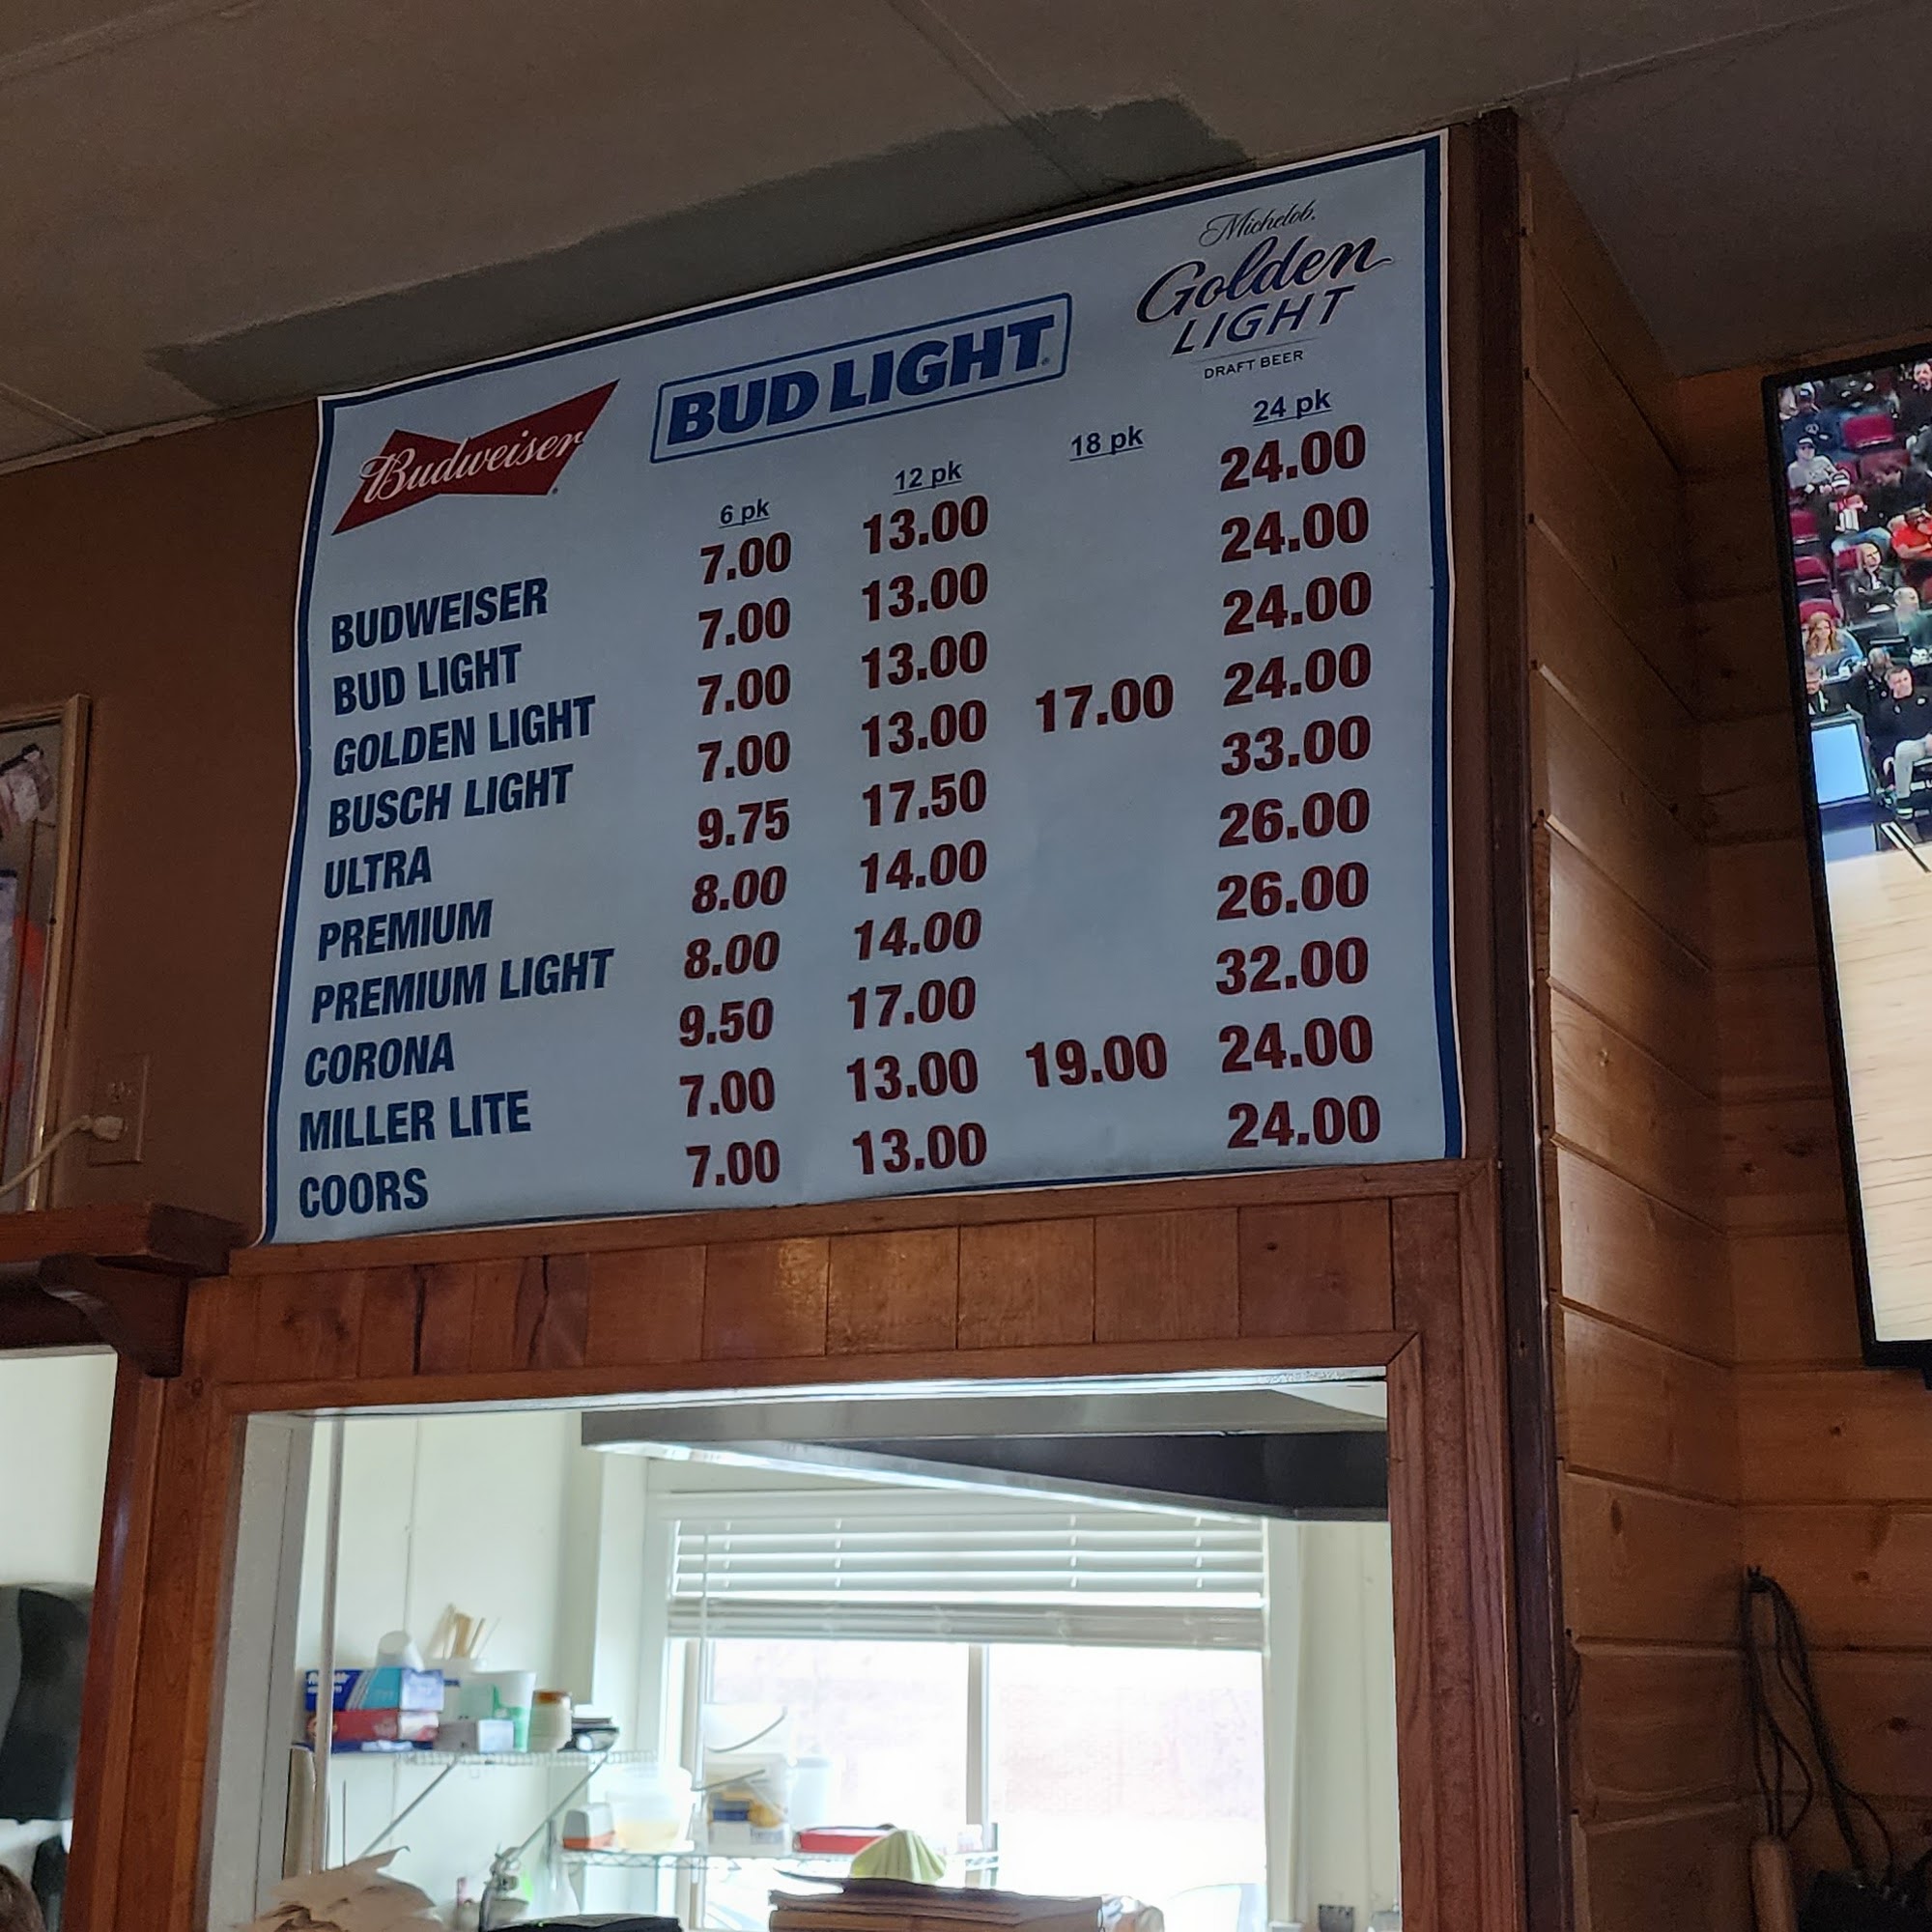 Michelob.
Golden
LIGHT
DRAFT BEER
BUD LIGHT
Budweiser
6 pk 12 pk 18 pk 24 pk
BUDWEISER 7.00 13.00 24.00
BUD LIGHT 7.00 13.00 24.00
GOLDEN LIGHT 7.00 13.00 24.00
BUSCH LIGHT 7.00 13.00 17.00 24.00
ULTRA 9.75 17.50 33.00
PREMIUM 8.00 14.00 26.00
PREMIUM LIGHT 8.00 14.00 26.00
CORONA 9.50 17.00 32.00
MILLER LITE 7.00 13.00 19.00 24.00
COORS 7.00 13.00 24.00